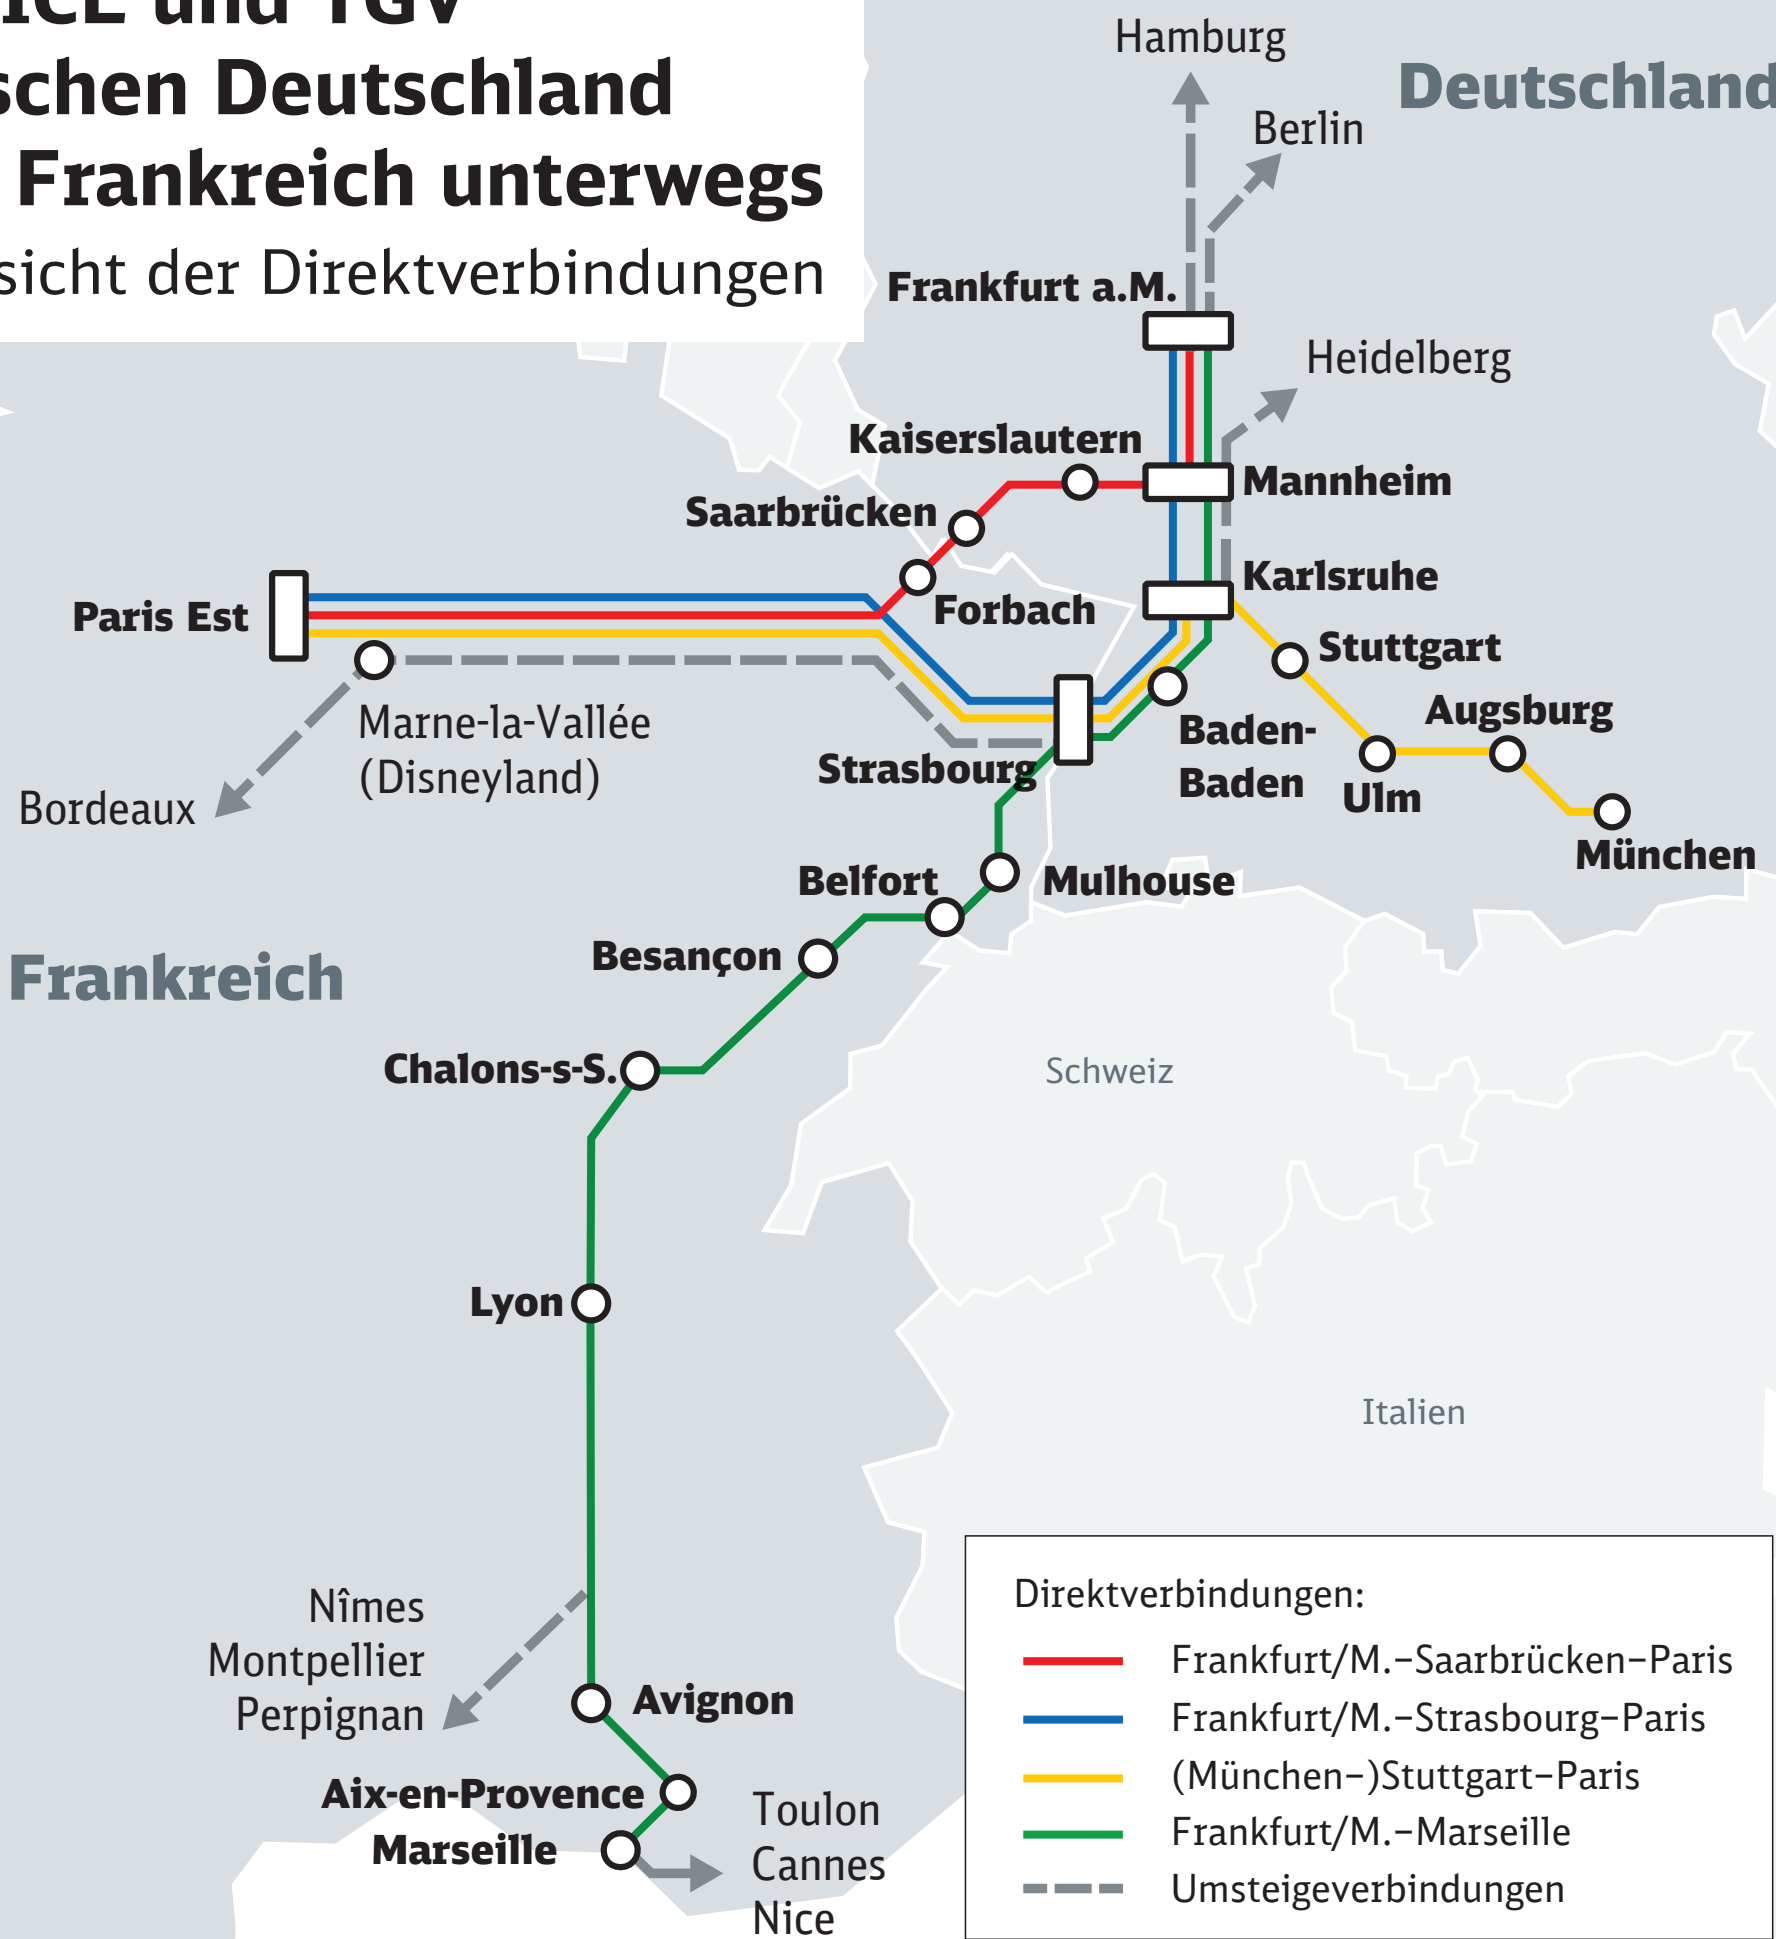 ICE und TGV
schen Deutschland
Frankreich unterwegs
sicht der Direktverbindungen
Hamburg
Deutschland
Berlin
Frankfurt a.M.
Heidelberg
Kaiserslautern
Mannheim
Saarbrücken
Karlsruhe
Paris Est
Forbach
Stuttgart
Marne-la-Vallée
(Disneyland)
Augsburg
Baden-
Baden
Strasbourg
Bordeaux
Ulm
München
Belfort
Mulhouse
Besançon
Frankreich
Chalons-s-S.
Schweiz
Lyon
Italien
Nîmes
Montpellier
Perpignan
Avignon
Aix-en-Provence
Marseille
Toulon
Cannes
Nice
Direktverbindungen:
Frankfurt/M.–Saarbrücken–Paris
Frankfurt/M.–Strasbourg–Paris
(München–)Stuttgart–Paris
Frankfurt/M.–Marseille
Umsteigeverbindungen